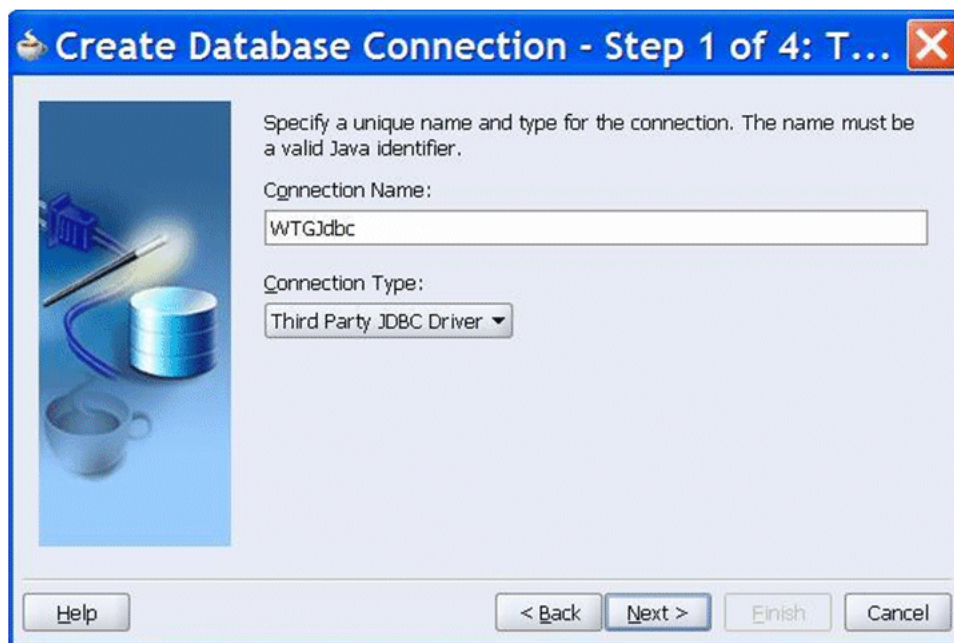 Create Database Connection - Step 1 of 4: T...
Specify a unique name and type for the connection. The name must be
a valid Java identifier.
Connection Name:
WTGJdbc
Connection Type:
Third Party JDBC Driver
Help
< Back
Next >
Finish
Cancel